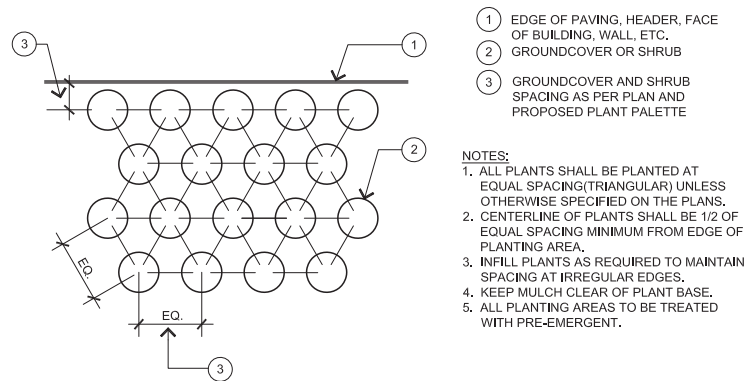 3
1
2
EQ.
EQ.
3
1 EDGE OF PAVING, HEADER, FACE
OF BUILDING, WALL, ETC.
2 GROUNDCOVER OR SHRUB
3 GROUNDCOVER AND SHRUB
SPACING AS PER PLAN AND
PROPOSED PLANT PALETTE
NOTES:
1. ALL PLANTS SHALL BE PLANTED AT
EQUAL SPACING(TRIANGULAR) UNLESS
OTHERWISE SPECIFIED ON THE PLANS.
2. CENTERLINE OF PLANTS SHALL BE 1/2 OF
EQUAL SPACING MINIMUM FROM EDGE OF
PLANTING AREA.
3. INFILL PLANTS AS REQUIRED TO MAINTAIN
SPACING AT IRREGULAR EDGES.
4. KEEP MULCH CLEAR OF PLANT BASE.
5. ALL PLANTING AREAS TO BE TREATED
WITH PRE-EMERGENT.